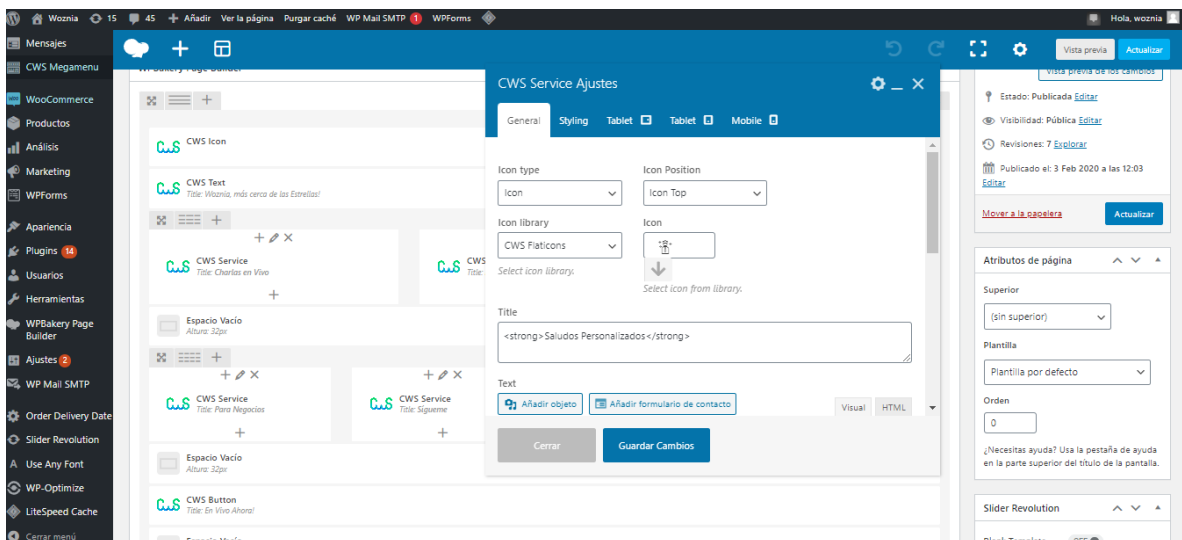 Woznia 15 45 Añadir Ver la página Purgar caché WP Mail SMTP 1 WPForms Hola, woznia
Mensajes
CWS Megamenu
WooCommerce
Productos
Análisis
Marketing
WPForms
Apariencia
Plugins 14
Usuarios
Herramientas
WPBakery Page
Builder
Ajustes 2
WP Mail SMTP
Order Delivery Date
Slider Revolution
Use Any Font
WP-Optimize
LiteSpeed Cache
Cerrar menú
Vista previa Actualizar
WPBakery Page Builder
CWS Icon
CWS Text
Title: Woznia, más cerca de las Estrellas!
CWS Service
Title: Charlas en Vivo
CWS
Title:
Espacio Vacío
Altura: 32px
CWS Service
Title: Para Negocios
CWS Service
Title: Sígueme
Espacio Vacío
Altura: 32px
CWS Button
Title: En Vivo Ahora!
Espacio Vacío
CWS Service Ajustes
General Styling Tablet Tablet Mobile
Icon type Icon Position
Icon Icon Top
Icon library Icon
CWS Flaticons
Select icon library.
Select icon from library.
Title
<strong>Saludos Personalizados</strong>
Text
Añadir objeto Añadir formulario de contacto Visual HTML
Cerrar Guardar Cambios
Vista previa de los cambios
Estado: Publicada Editar
Visibilidad: Pública Editar
Revisiones: 7 Explorar
Publicado el: 3 Feb 2020 a las 12:03
Editar
Mover a la papelera Actualizar
Atributos de página
Superior
(sin superior)
Plantilla
Plantilla por defecto
Orden
0
¿Necesitas ayuda? Usa la pestaña de ayuda
en la parte superior del título de la pantalla.
Slider Revolution
Blank Template OFF